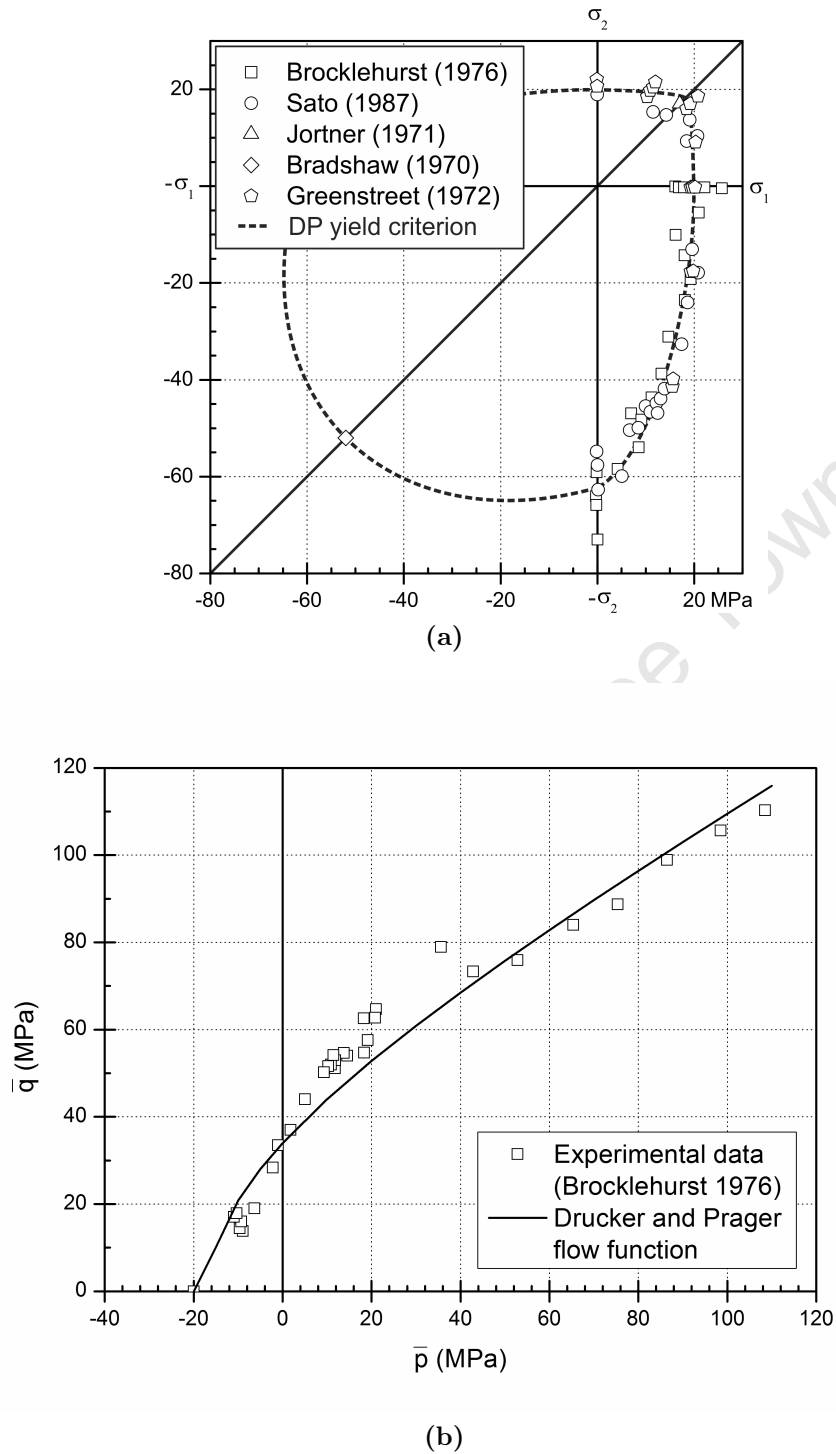 σ2
20
0
-20
-40
-60
-80
-σ1
σ1
Brocklehurst (1976)
Sato (1987)
Jortner (1971)
Bradshaw (1970)
Greenstreet (1972)
DP yield criterion
-80 -60 -40 -20 -σ2 20 MPa
(a)
120
100
80
60
40
20
0
q̅ (MPa)
Experimental data
(Brocklehurst 1976)
Drucker and Prager
flow function
-40 -20 0 20 40 60 80 100 120
p̅ (MPa)
(b)